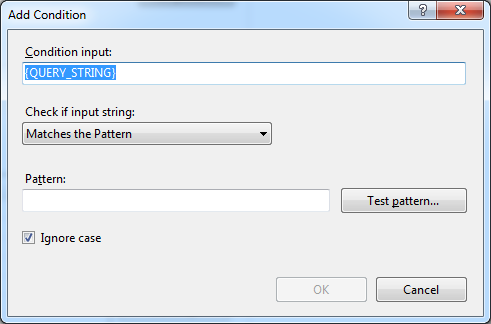 Add Condition
Condition input:
{QUERY_STRING}
Check if input string:
Matches the Pattern
Pattern:
Test pattern...
Ignore case
OK
Cancel